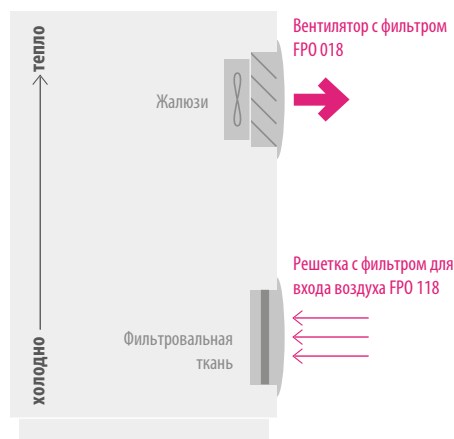 Вентилятор с фильтром
FPO 018
тепло
Жалюзи
Решетка с фильтром для
входа воздуха FPO 118
Фильтровальная
ткань
холодно